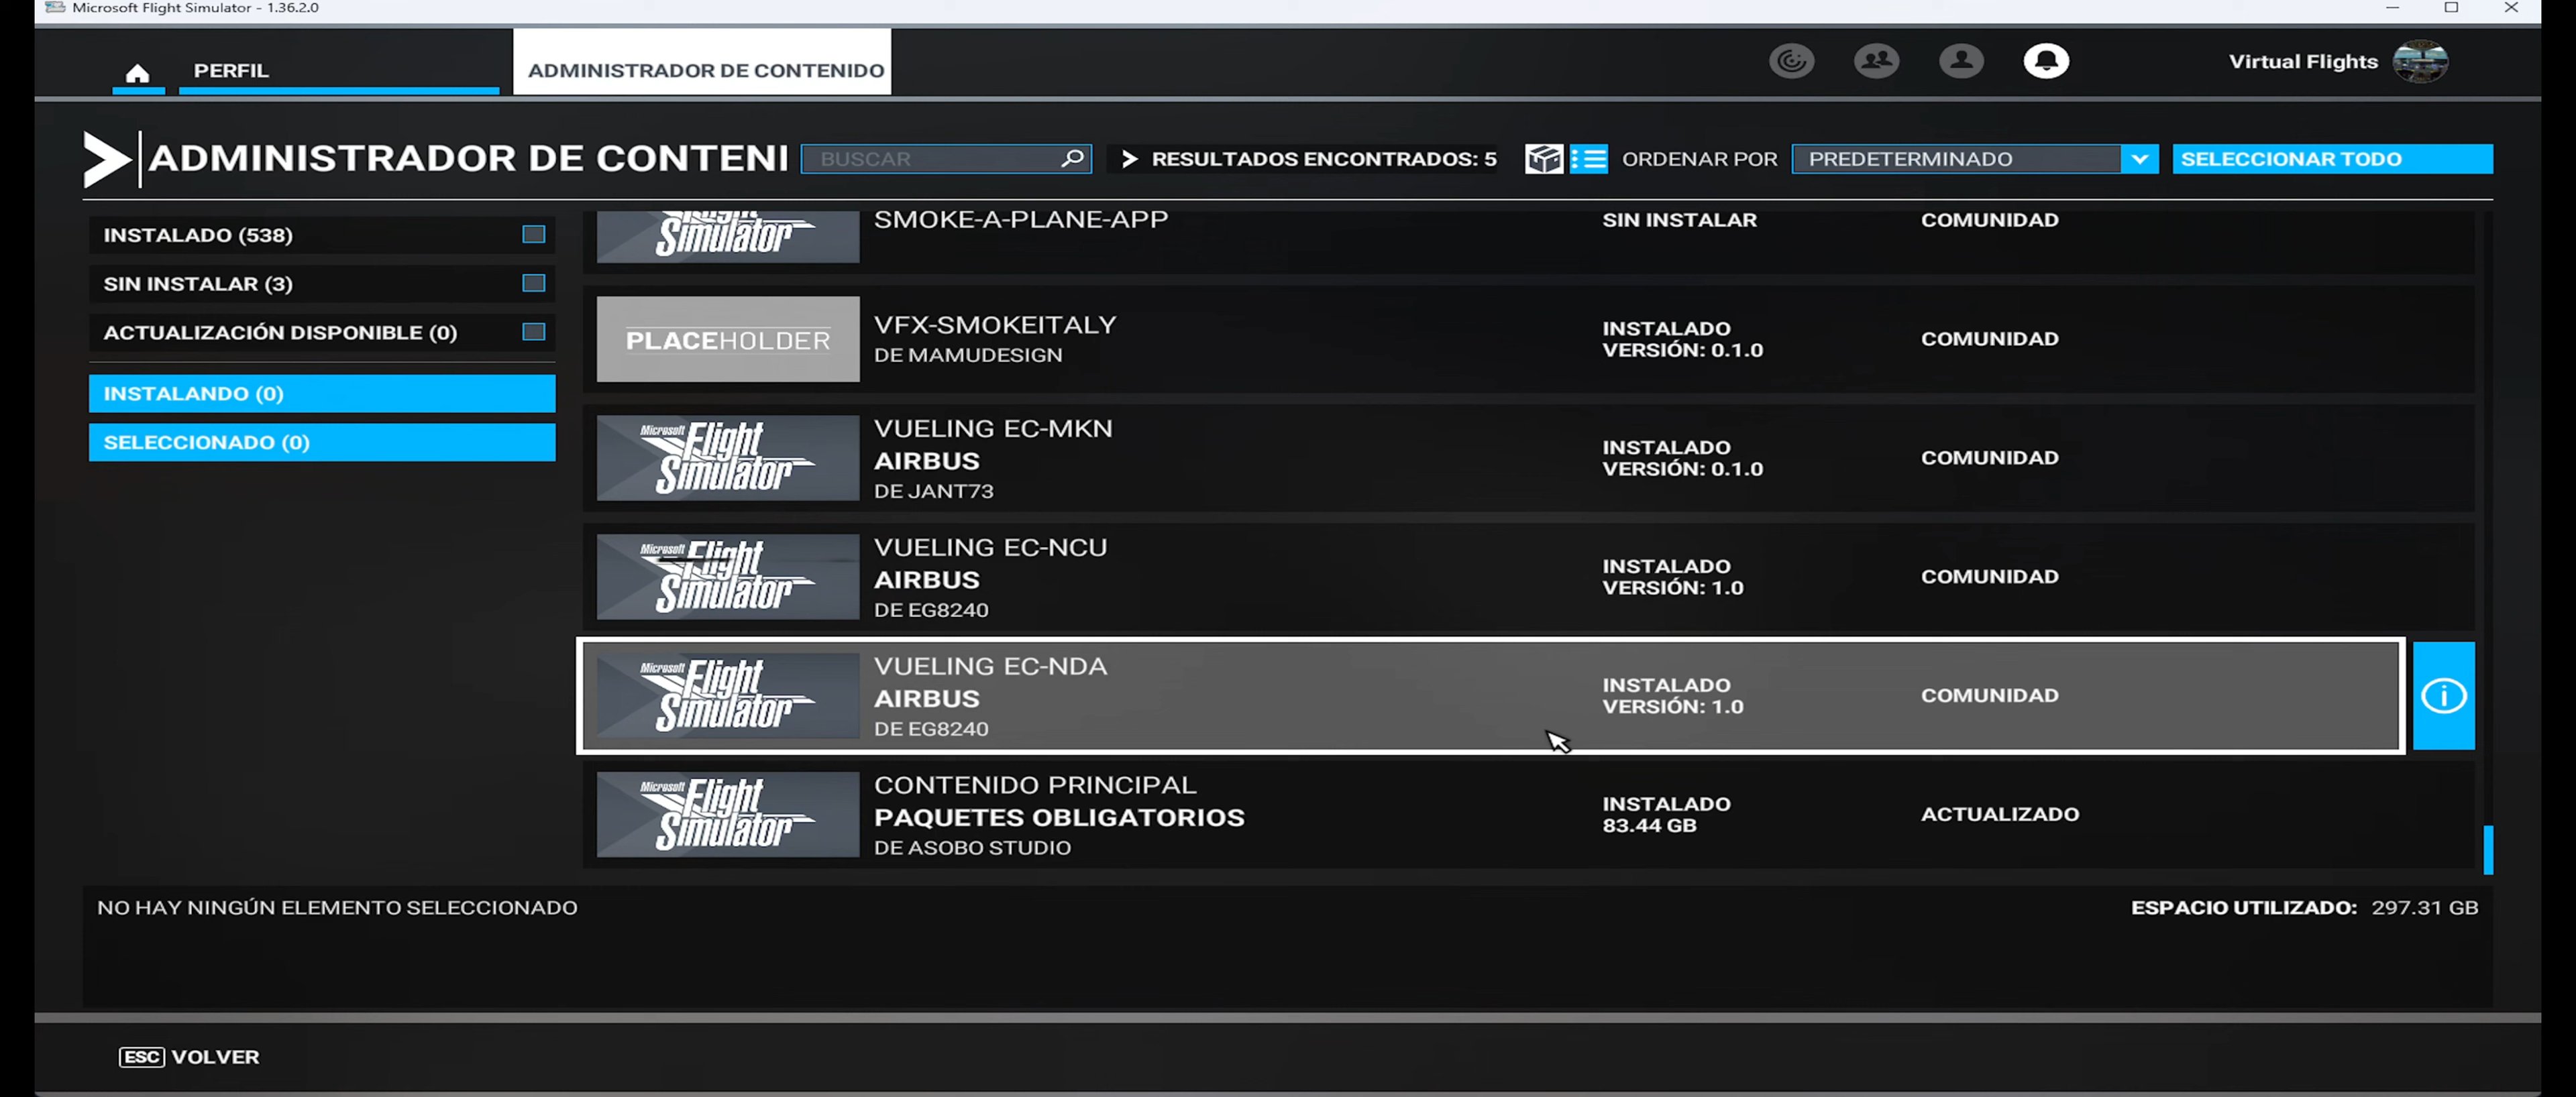 Microsoft Flight Simulator - 1.36.2.0
PERFIL
ADMINISTRADOR DE CONTENIDO
Virtual Flights
ADMINISTRADOR DE CONTENI
BUSCAR
RESULTADOS ENCONTRADOS: 5
ORDENAR POR
PREDETERMINADO
SELECCIONAR TODO
INSTALADO (538)
SIN INSTALAR (3)
ACTUALIZACIÓN DISPONIBLE (0)
INSTALANDO (0)
SELECCIONADO (0)
Flight
Simulator
SMOKE-A-PLANE-APP
SIN INSTALAR
COMUNIDAD
PLACEHOLDER
VFX-SMOKEITALY
DE MAMUDESIGN
INSTALADO
VERSIÓN: 0.1.0
COMUNIDAD
Microsoft
Flight
Simulator
VUELING EC-MKN
AIRBUS
DE JANT73
INSTALADO
VERSIÓN: 0.1.0
COMUNIDAD
Microsoft
Flight
Simulator
VUELING EC-NCU
AIRBUS
DE EG8240
INSTALADO
VERSIÓN: 1.0
COMUNIDAD
Microsoft
Flight
Simulator
VUELING EC-NDA
AIRBUS
DE EG8240
INSTALADO
VERSIÓN: 1.0
COMUNIDAD
Microsoft
Flight
Simulator
CONTENIDO PRINCIPAL
PAQUETES OBLIGATORIOS
DE ASOBO STUDIO
INSTALADO
83.44 GB
ACTUALIZADO
NO HAY NINGÚN ELEMENTO SELECCIONADO
ESPACIO UTILIZADO: 297.31 GB
ESC VOLVER